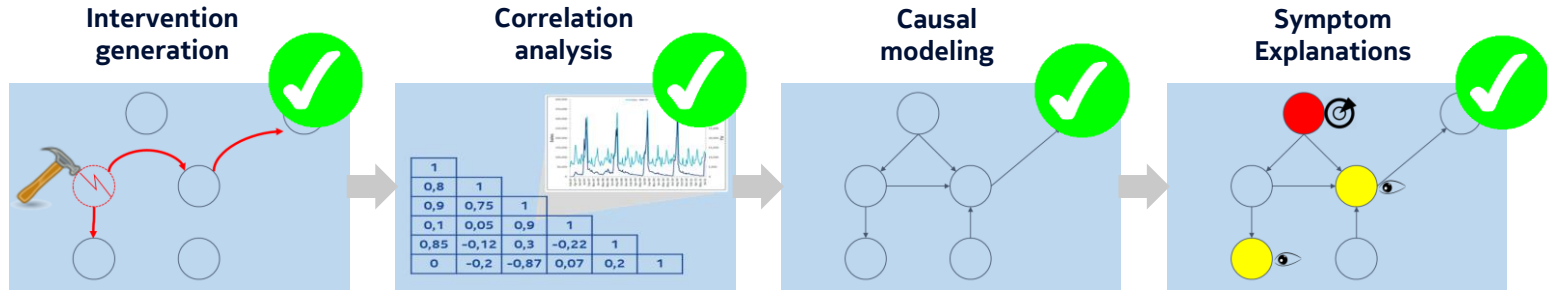 Intervention
generation
Correlation
analysis
Causal
modeling
Symptom
Explanations
1
0,8 1
0,9 0,75 1
0,1 0,05 0,9 1
0,85 -0,12 0,3 -0,22 1
0 -0,2 -0,87 0,07 0,2 1